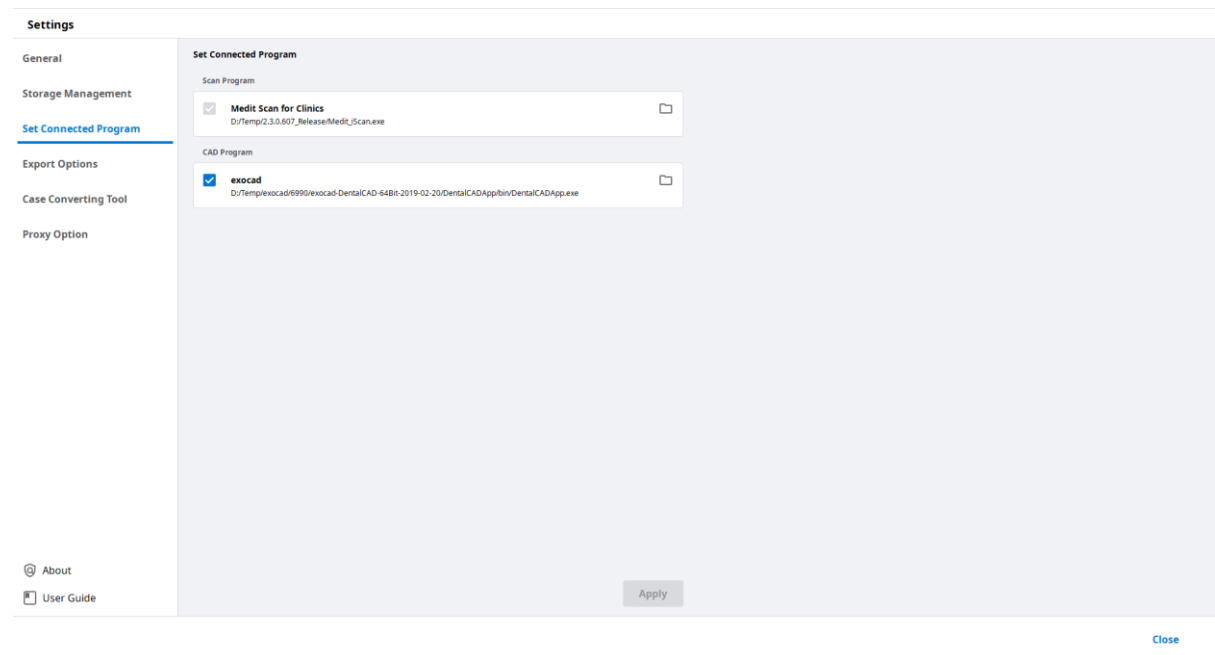 Settings
General
Storage Management
Set Connected Program
Export Options
Case Converting Tool
Proxy Option
About
User Guide
Set Connected Program
Scan Program
Medit Scan for Clinics
D:/Temp/2.3.0.607_Release/Medit_iScan.exe
CAD Program
exocad
D:/Temp/exocad/6990/exocad-DentalCAD-64Bit-2019-02-20/DentalCADApp/bin/DentalCADApp.exe
Apply
Close